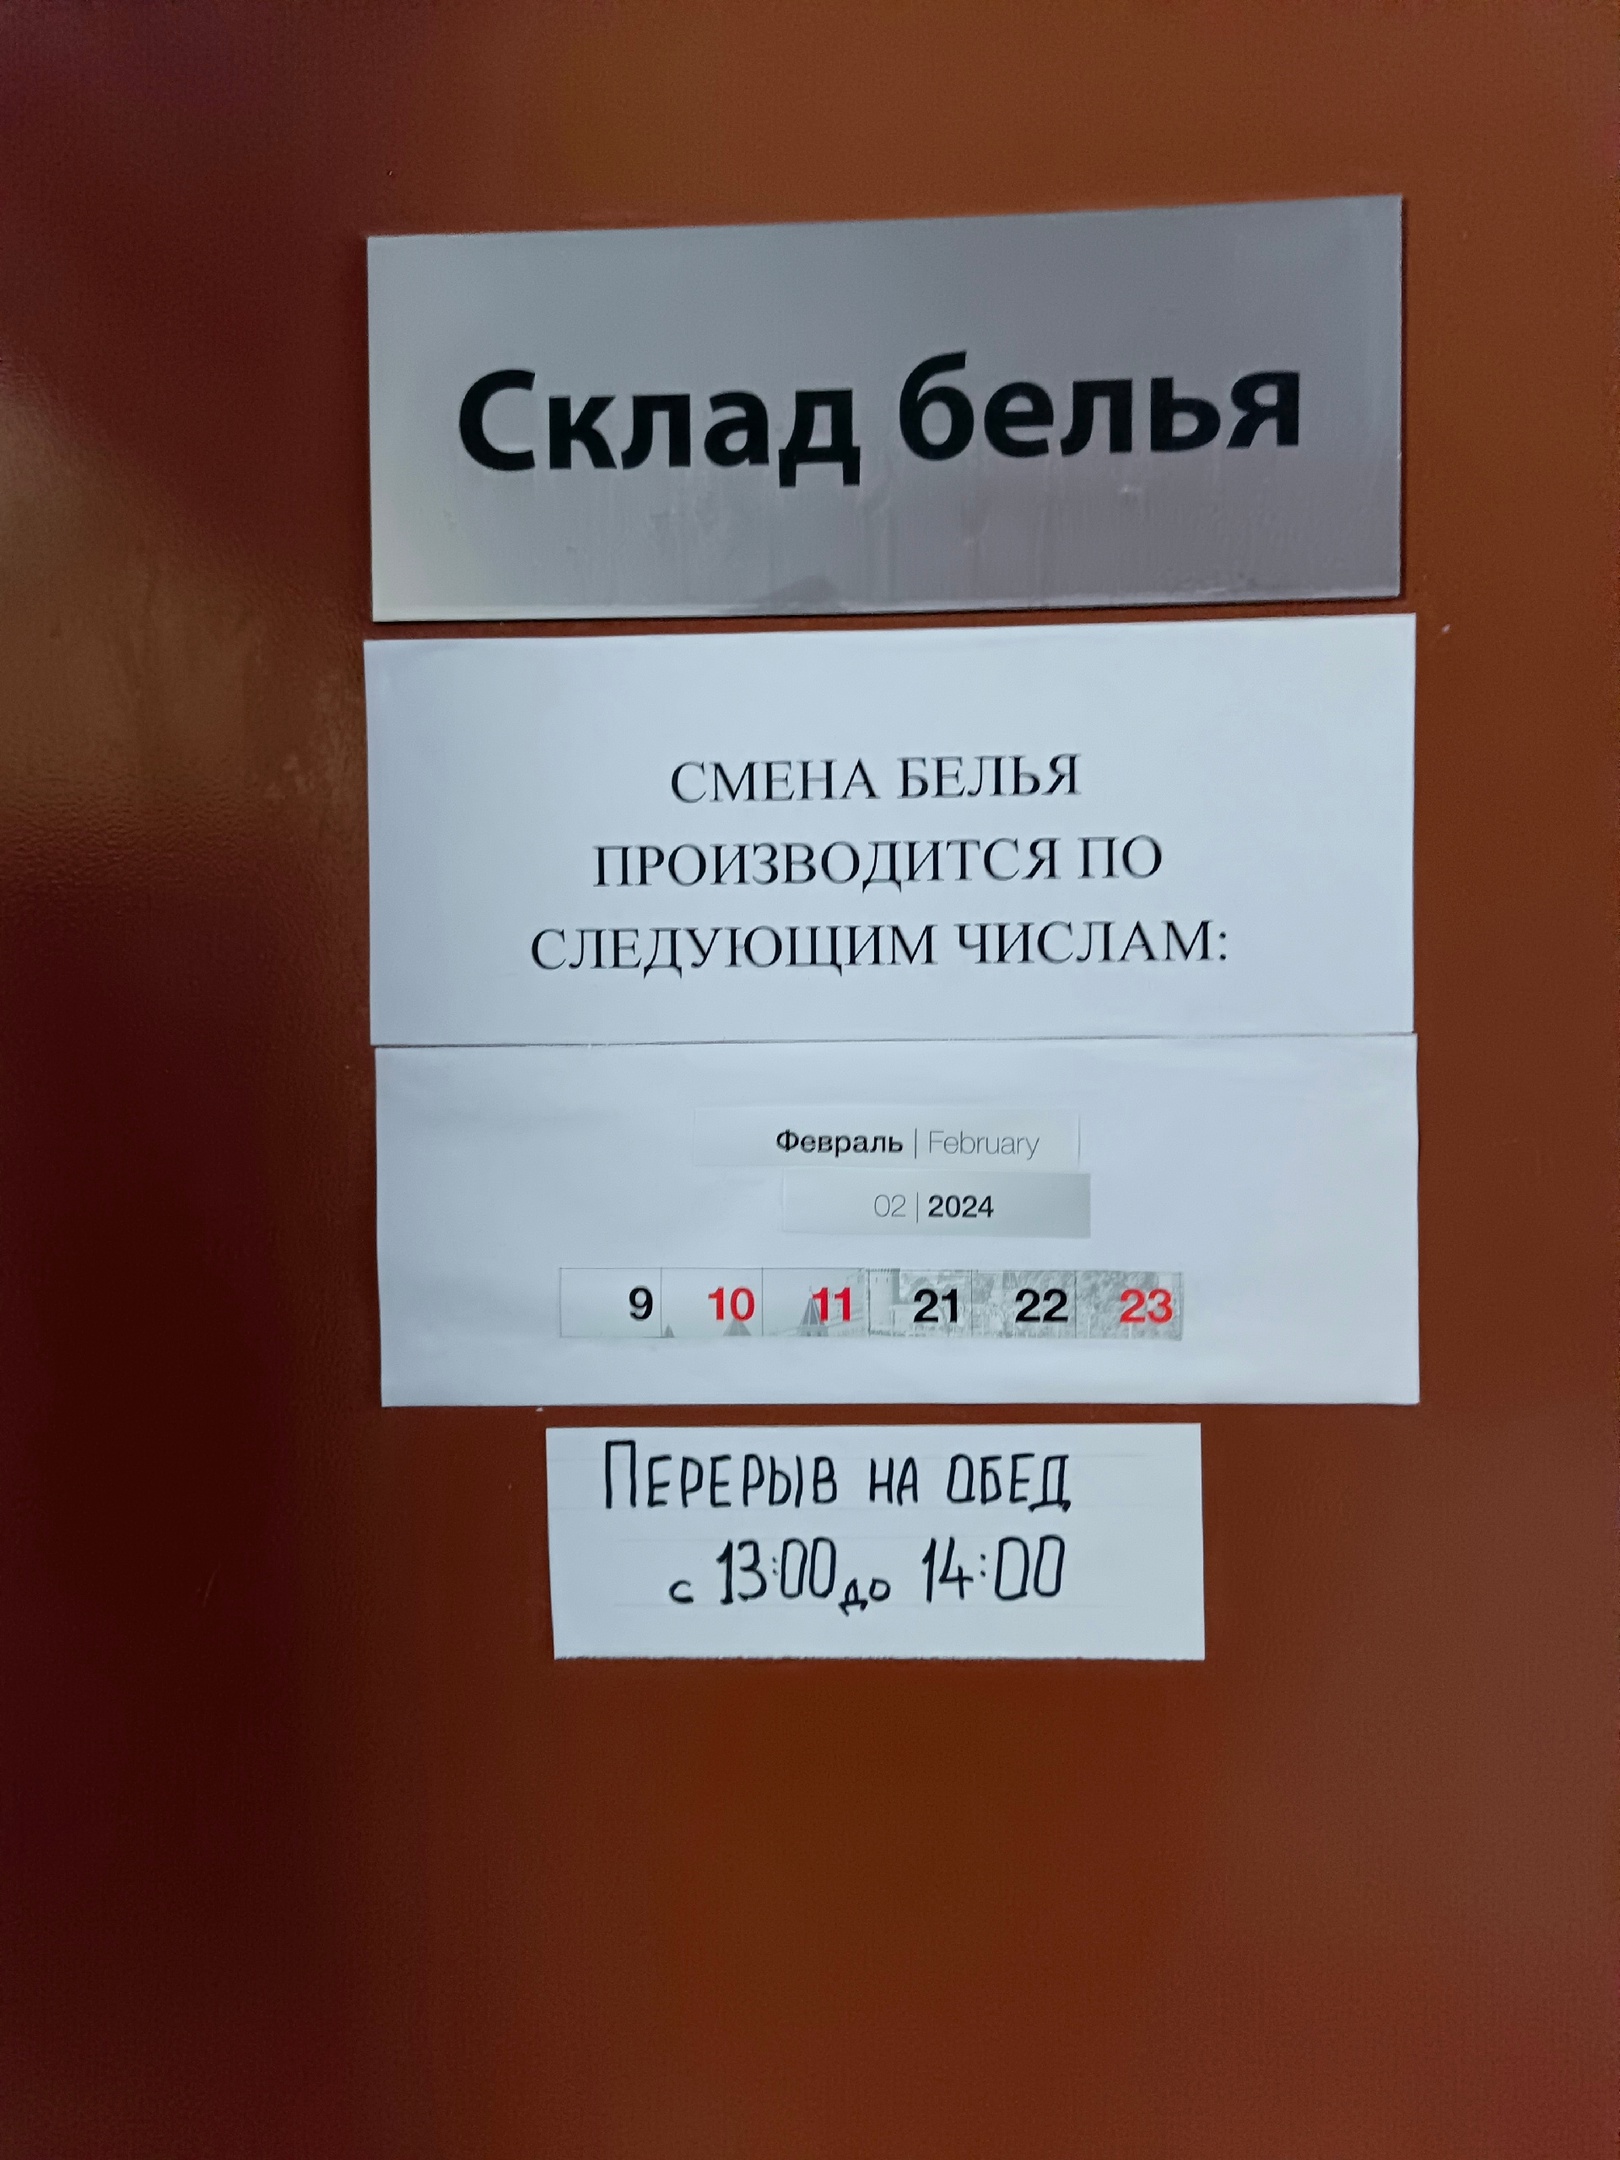 Склад белья
СМЕНА БЕЛЬЯ
ПРОИЗВОДИТСЯ ПО
СЛЕДУЮЩИМ ЧИСЛАМ:
Февраль | February
02 | 2024
9 10 11 21 22 23
ПЕРЕРЫВ НА ОБЕД
с 13:00 до 14:00